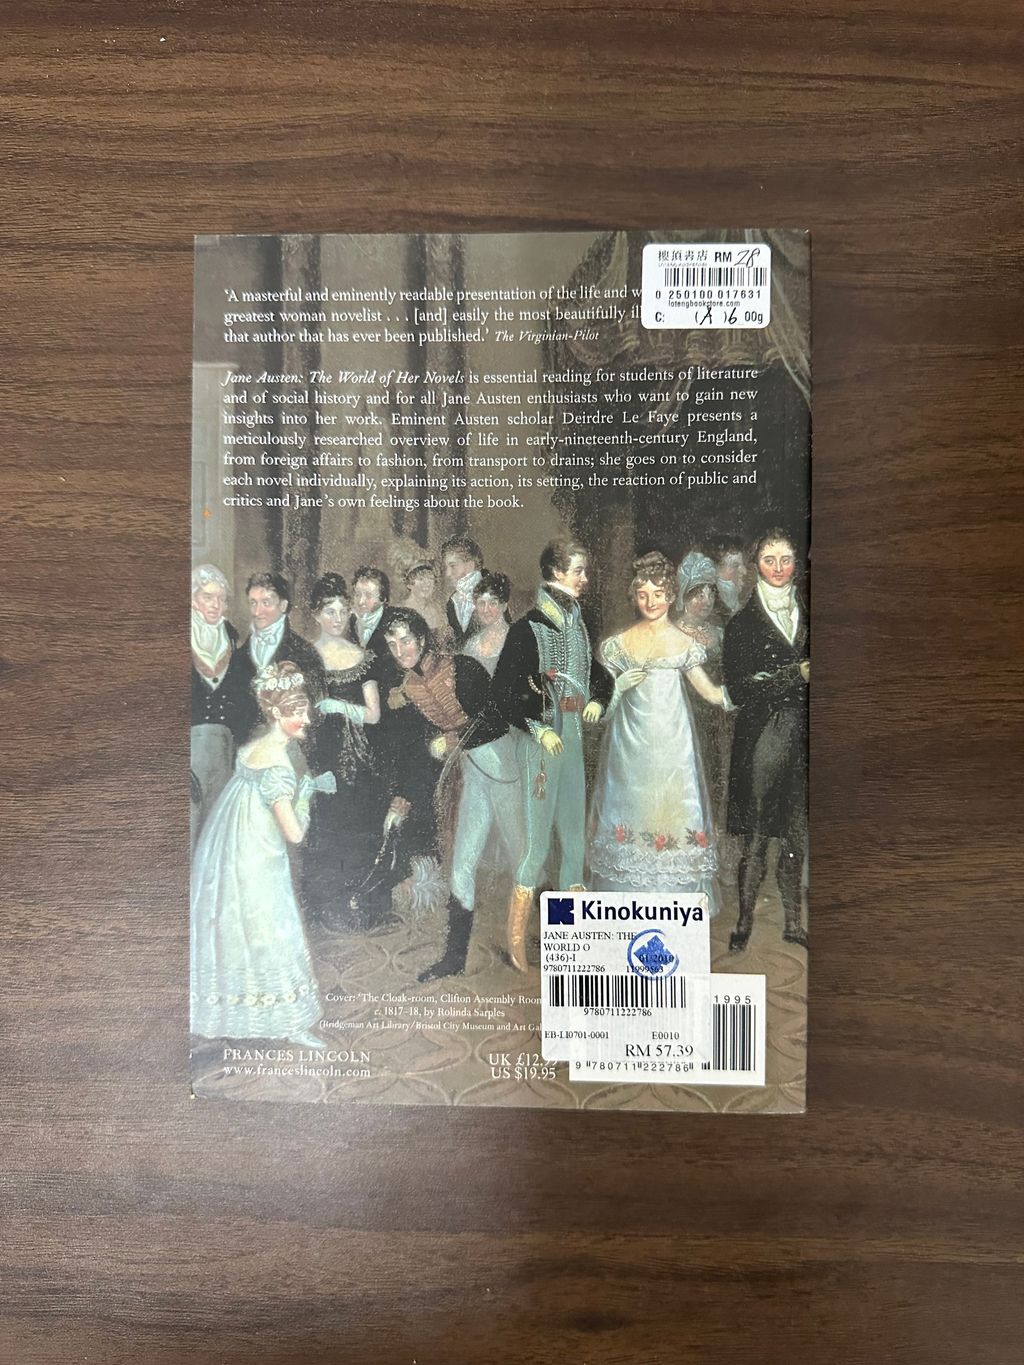 樓頂書店 RM 28
0 250100 017631
lotengbookstore.com
C: (A) 6 00g
'A masterful and eminently readable presentation of the life and w
greatest woman novelist . . . [and] easily the most beautifully il
that author that has ever been published.' The Virginian-Pilot
Jane Austen: The World of Her Novels is essential reading for students of literature
and of social history and for all Jane Austen enthusiasts who want to gain new
insights into her work. Eminent Austen scholar Deirdre Le Faye presents a
meticulously researched overview of life in early-nineteenth-century England,
from foreign affairs to fashion, from transport to drains; she goes on to consider
each novel individually, explaining its action, its setting, the reaction of public and
critics and Jane's own feelings about the book.
Kinokuniya
JANE AUSTEN: THE
WORLD O
(436)-I 01/2010
9780711222786 11999563
9780711222786
EB-LI0701-0001 E0010
RM 57.39
Cover: 'The Cloak-room, Clifton Assembly Room
c. 1817–18, by Rolinda Sarples
(Bridgeman Art Library/Bristol City Museum and Art Gal
FRANCES LINCOLN
www.franceslincoln.com
UK £12.99
US $19.95
1995
9 780711 222786